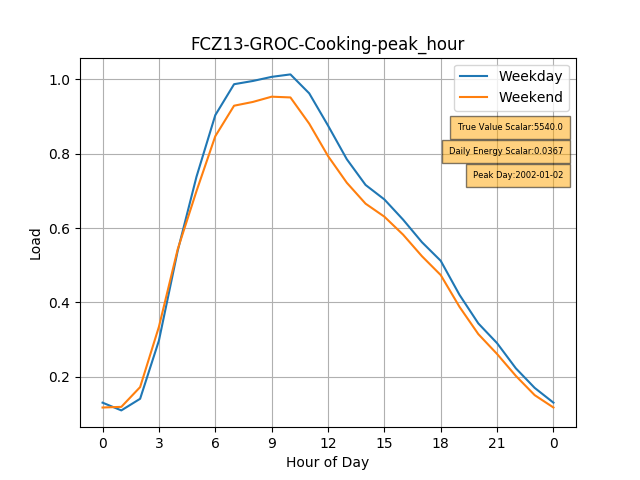 FCZ13-GROC-Cooking-peak_hour
Weekday
Weekend
True Value Scalar:5540.0
Daily Energy Scalar:0.0367
Peak Day:2002-01-02
Load
1.0
0.8
0.6
0.4
0.2
0 3 6 9 12 15 18 21 0
Hour of Day